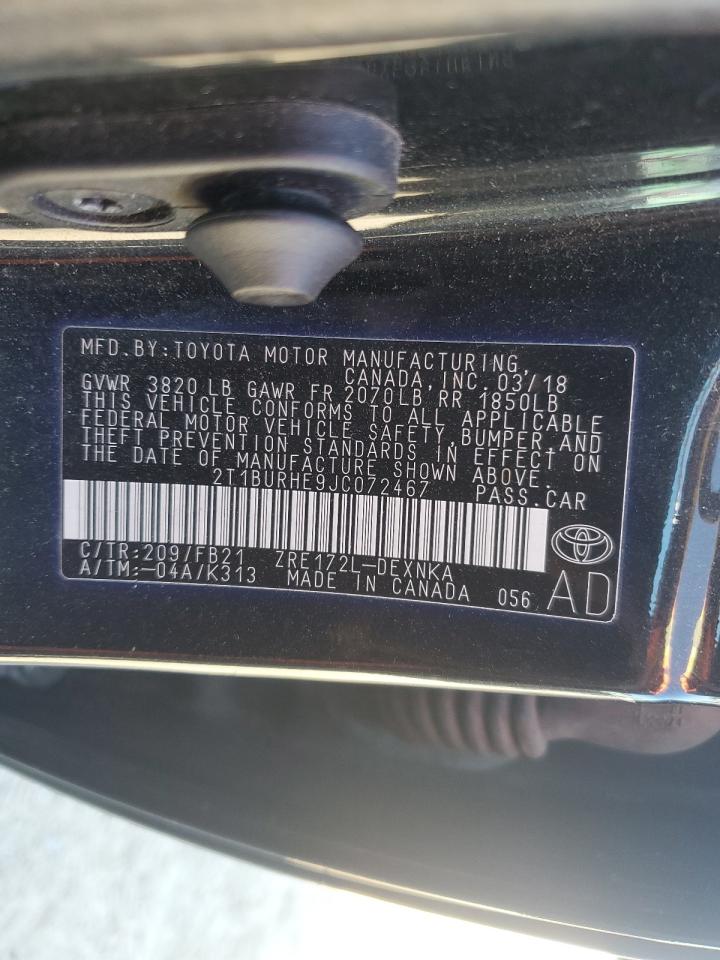 MFD.BY:TOYOTA MOTOR MANUFACTURING,
CANADA,INC.03/18
GVWR 3820 LB GAWR FR 2070LB,RR 1850LB
THIS VEHICLE CONFORMS TO ALL APPLICABLE
FEDERAL MOTOR VEHICLE SAFETY,BUMPER,AND
THEFT PREVENTION STANDARDS IN EFFECT ON
THE DATE OF MANUFACTURE SHOWN ABOVE.
2T1BURHE9JC072467 PASS.CAR
C/TR:209/FB21 ZRE172L-DEXNKA
A/TM:-04A/K313 MADE IN CANADA 056 AD